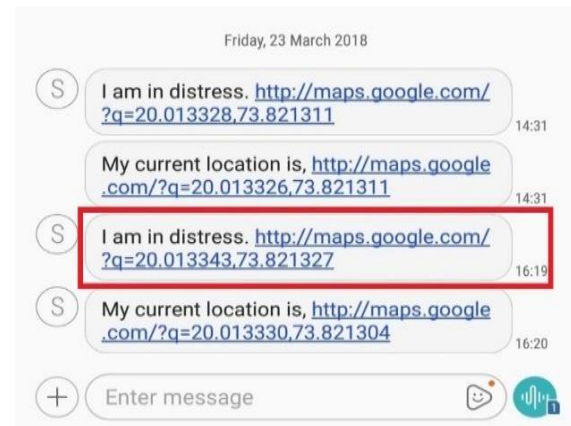 Friday, 23 March 2018
S
I am in distress. http://maps.google.com/
?q=20.013328,73.821311
14:31
My current location is, http://maps.google
.com/?q=20.013326,73.821311
14:31
S
I am in distress. http://maps.google.com/
?q=20.013343,73.821327
16:19
S
My current location is, http://maps.google
.com/?q=20.013330,73.821304
16:20
Enter message
1